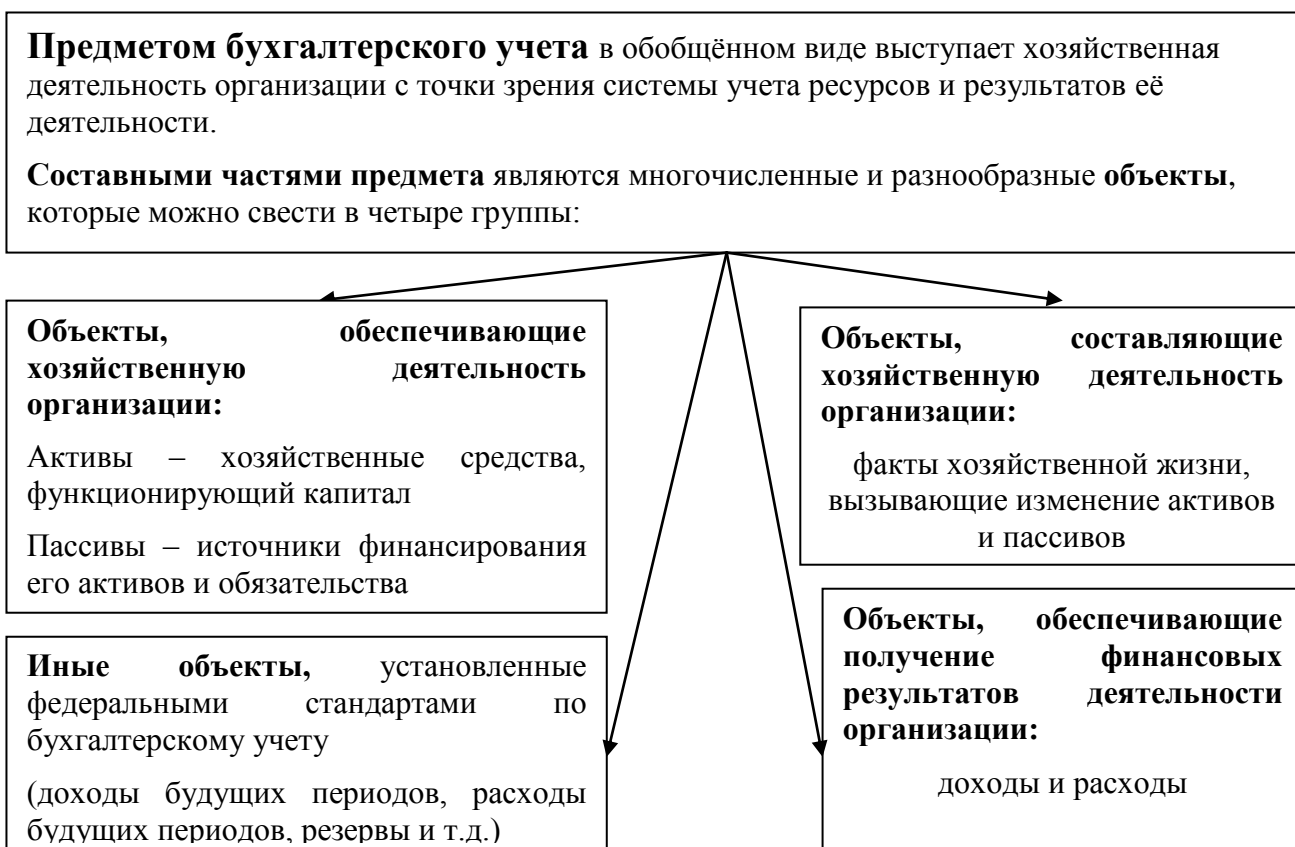 Предметом бухгалтерского учета в обобщённом виде выступает хозяйственная
деятельность организации с точки зрения системы учета ресурсов и результатов её
деятельности.
Составными частями предмета являются многочисленные и разнообразные объекты,
которые можно свести в четыре группы:
Объекты, обеспечивающие
хозяйственную деятельность
организации:
Активы – хозяйственные средства,
функционирующий капитал
Пассивы – источники финансирования
его активов и обязательства
Объекты, составляющие
хозяйственную деятельность
организации:
факты хозяйственной жизни,
вызывающие изменение активов
и пассивов
Иные объекты, установленные
федеральными стандартами по
бухгалтерскому учету
(доходы будущих периодов, расходы
будущих периодов, резервы и т.д.)
Объекты, обеспечивающие
получение финансовых
результатов деятельности
организации:
доходы и расходы